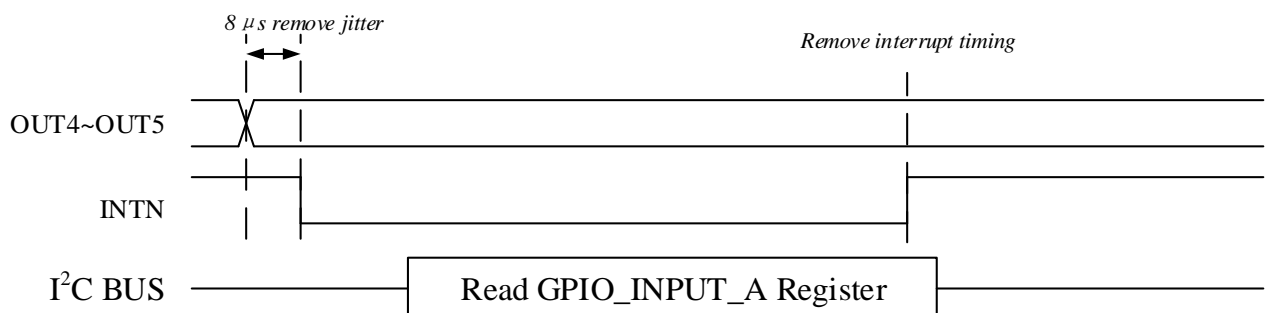 8 μs remove jitter
Remove interrupt timing
OUT4~OUT5
INTN
I²C BUS
Read GPIO_INPUT_A Register